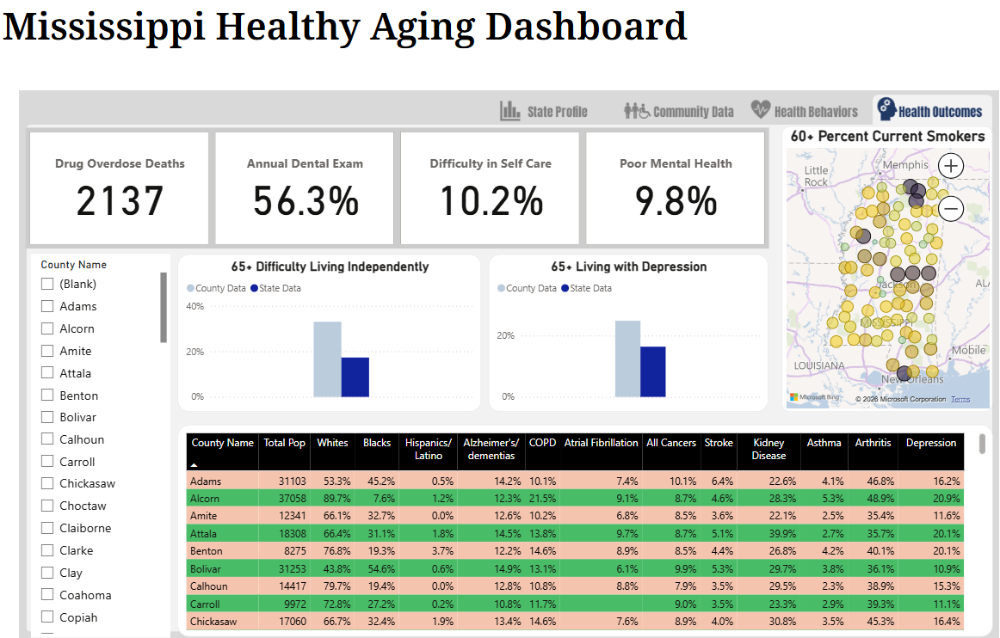 Mississippi Healthy Aging Dashboard
State Profile Community Data Health Behaviors Health Outcomes
Drug Overdose Deaths
2137
Annual Dental Exam
56.3%
Difficulty in Self Care
10.2%
Poor Mental Health
9.8%
60+ Percent Current Smokers
Memphis
Little
Rock
Jackson
ALA
MISSISSIPPI
Mobile
LOUISIANA
New Orleans
Microsoft Bing
© 2026 Microsoft Corporation Terms
County Name
(Blank)
Adams
Alcorn
Amite
Attala
Benton
Bolivar
Calhoun
Carroll
Chickasaw
Choctaw
Claiborne
Clarke
Clay
Coahoma
Copiah
65+ Difficulty Living Independently
County Data State Data
40%
20%
0%
65+ Living with Depression
County Data State Data
20%
0%
County Name Total Pop Whites Blacks Hispanics/ Latino Alzheimer's/ dementias COPD Atrial Fibrillation All Cancers Stroke Kidney Disease Asthma Arthritis Depression
Adams 31103 53.3% 45.2% 0.5% 14.2% 10.1% 7.4% 10.1% 6.4% 22.6% 4.1% 46.8% 16.2%
Alcorn 37058 89.7% 7.6% 1.2% 12.3% 21.5% 9.1% 8.7% 4.6% 28.3% 5.3% 48.9% 20.9%
Amite 12341 66.1% 32.7% 0.0% 12.6% 10.2% 6.8% 8.5% 3.6% 22.1% 2.5% 35.4% 11.6%
Attala 18308 66.4% 31.1% 1.8% 14.5% 13.8% 9.7% 8.7% 5.1% 39.9% 2.7% 35.7% 20.1%
Benton 8275 76.8% 19.3% 3.7% 12.2% 14.6% 8.9% 8.5% 4.4% 26.8% 4.2% 40.1% 20.1%
Bolivar 31253 43.8% 54.6% 0.6% 14.9% 13.1% 6.1% 9.9% 5.3% 29.7% 3.8% 36.1% 10.9%
Calhoun 14417 79.7% 19.4% 0.0% 12.8% 10.8% 8.8% 7.9% 3.5% 29.5% 2.3% 38.9% 15.3%
Carroll 9972 72.8% 27.2% 0.2% 10.8% 11.7% 9.0% 3.5% 23.3% 2.9% 39.3% 11.1%
Chickasaw 17060 66.7% 32.4% 1.9% 13.4% 14.6% 7.6% 8.9% 4.0% 30.8% 3.5% 45.3% 16.4%